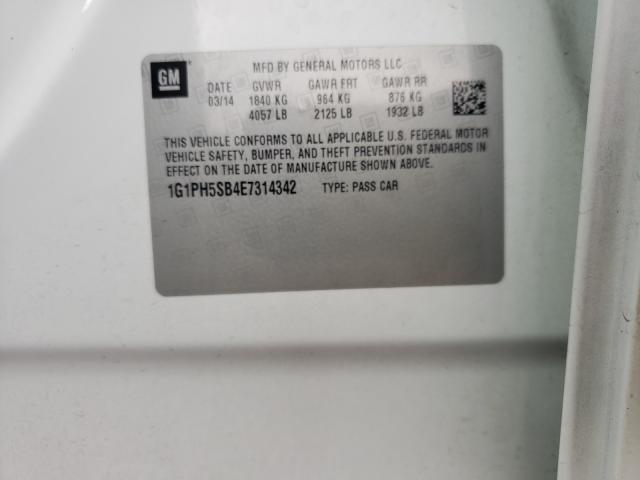 GM
MFD BY GENERAL MOTORS LLC
DATE GVWR GAWR FRT GAWR RR
03/14 1840 KG 964 KG 876 KG
4057 LB 2125 LB 1932 LB
THIS VEHICLE CONFORMS TO ALL APPLICABLE U.S. FEDERAL MOTOR
VEHICLE SAFETY, BUMPER, AND THEFT PREVENTION STANDARDS IN
EFFECT ON THE DATE OF MANUFACTURE SHOWN ABOVE.
1G1PH5SB4E7314342 TYPE: PASS CAR